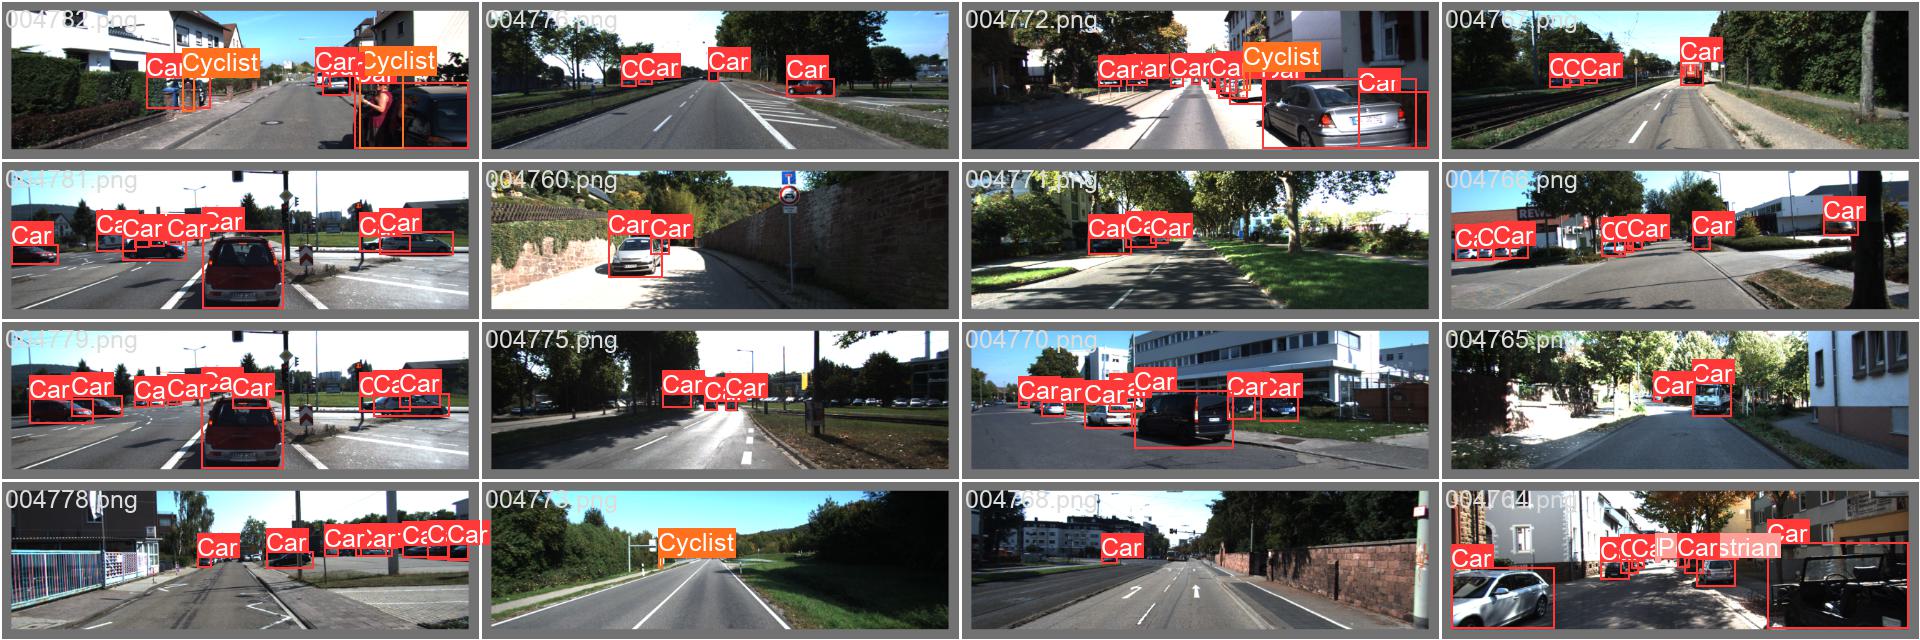 004782.png
Car Cyclist Car Cyclist
004776.png
Car Car Car
004772.png
Car Car Car Cyclist Car
004767.png
Car Car
004781.png
Car Car Car Car Car
004760.png
Car Car
004771.png
Car Car
004766.png
Car Car Car Car
REW
004779.png
Car Car Car Car Car
004775.png
Car Car
004770.png
Car Car Car Car Car
004765.png
Car Car
004778.png
Car Car Car Car Car
004773.png
Cyclist
004768.png
Car
004764.png
Car Car Car